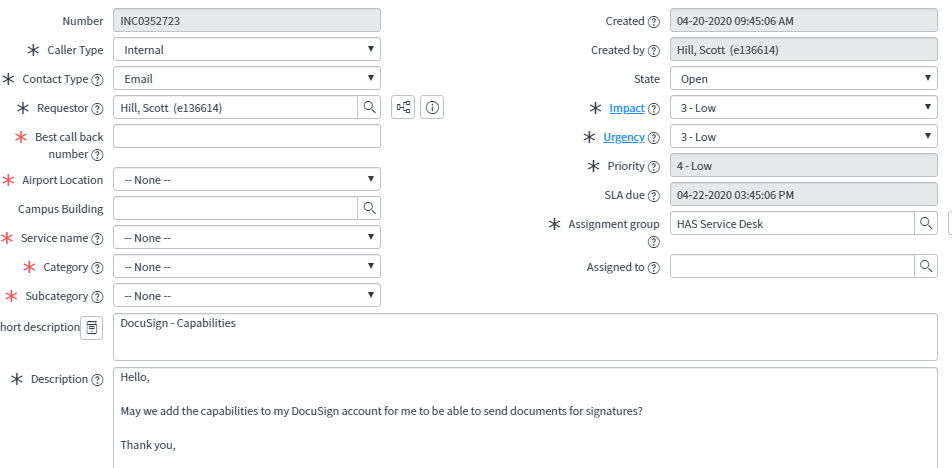 Number INC0352723
Caller Type Internal
Contact Type Email
Requestor Hill, Scott (e136614)
Best call back
number
Airport Location -- None --
Campus Building
Service name -- None --
Category -- None --
Subcategory -- None --
Created 04-20-2020 09:45:06 AM
Created by Hill, Scott (e136614)
State Open
Impact 3 - Low
Urgency 3 - Low
Priority 4 - Low
SLA due 04-22-2020 03:45:06 PM
Assignment group HAS Service Desk
Assigned to
hort description DocuSign - Capabilities
Description Hello,
May we add the capabilities to my DocuSign account for me to be able to send documents for signatures?
Thank you,